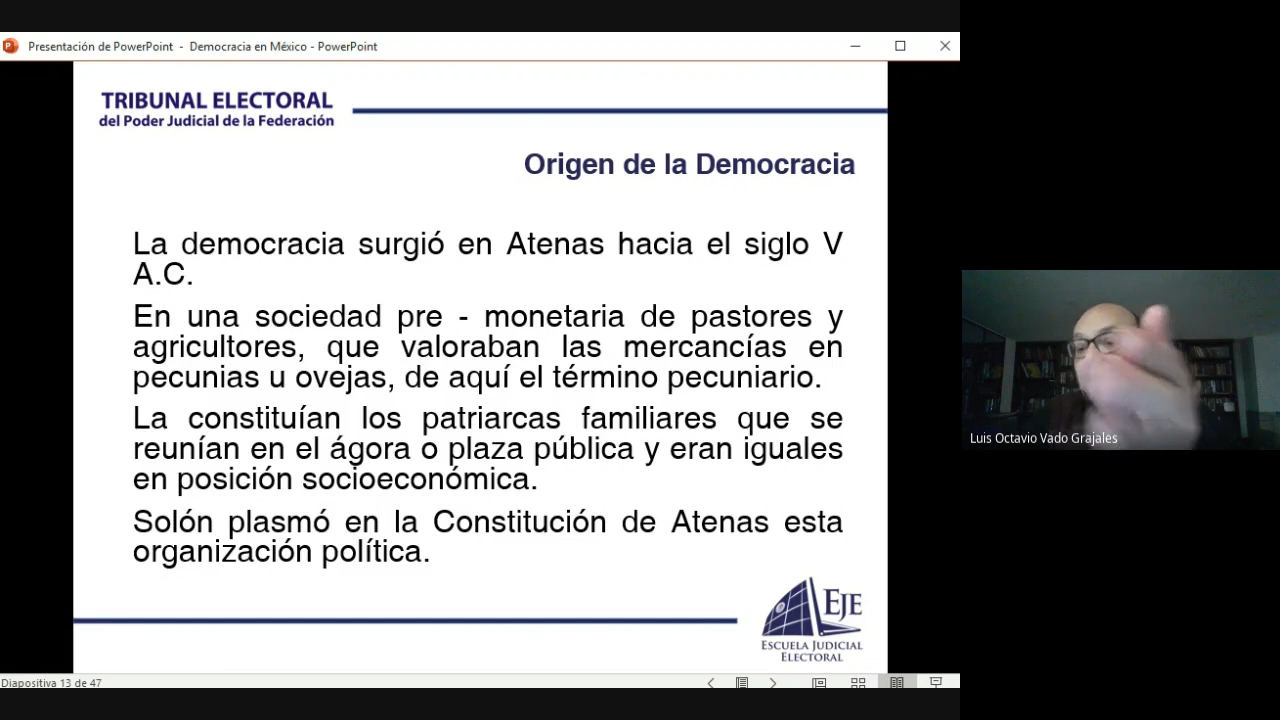 Presentación de PowerPoint - Democracia en México - PowerPoint
TRIBUNAL ELECTORAL
del Poder Judicial de la Federación
Origen de la Democracia
La democracia surgió en Atenas hacia el siglo V
A.C.
En una sociedad pre - monetaria de pastores y
agricultores, que valoraban las mercancías en
pecunias u ovejas, de aquí el término pecuniario.
La constituían los patriarcas familiares que se
reunían en el ágora o plaza pública y eran iguales
en posición socioeconómica.
Solón plasmó en la Constitución de Atenas esta
organización política.
EJE
ESCUELA JUDICIAL
ELECTORAL
Diapositiva 13 de 47
Luis Octavio Vado Grajales